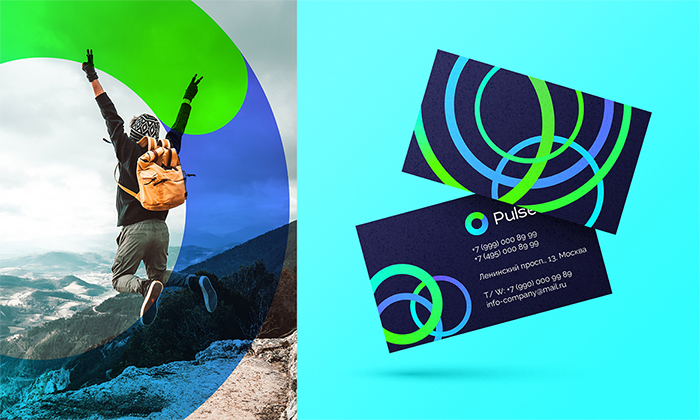 Pulse
+7 (999) 000 89 99
+7 (495) 000 89 99
Ленинский просп., 13. Москва
T/ W: +7 (990) 000 99 89
info-company@mail.ru